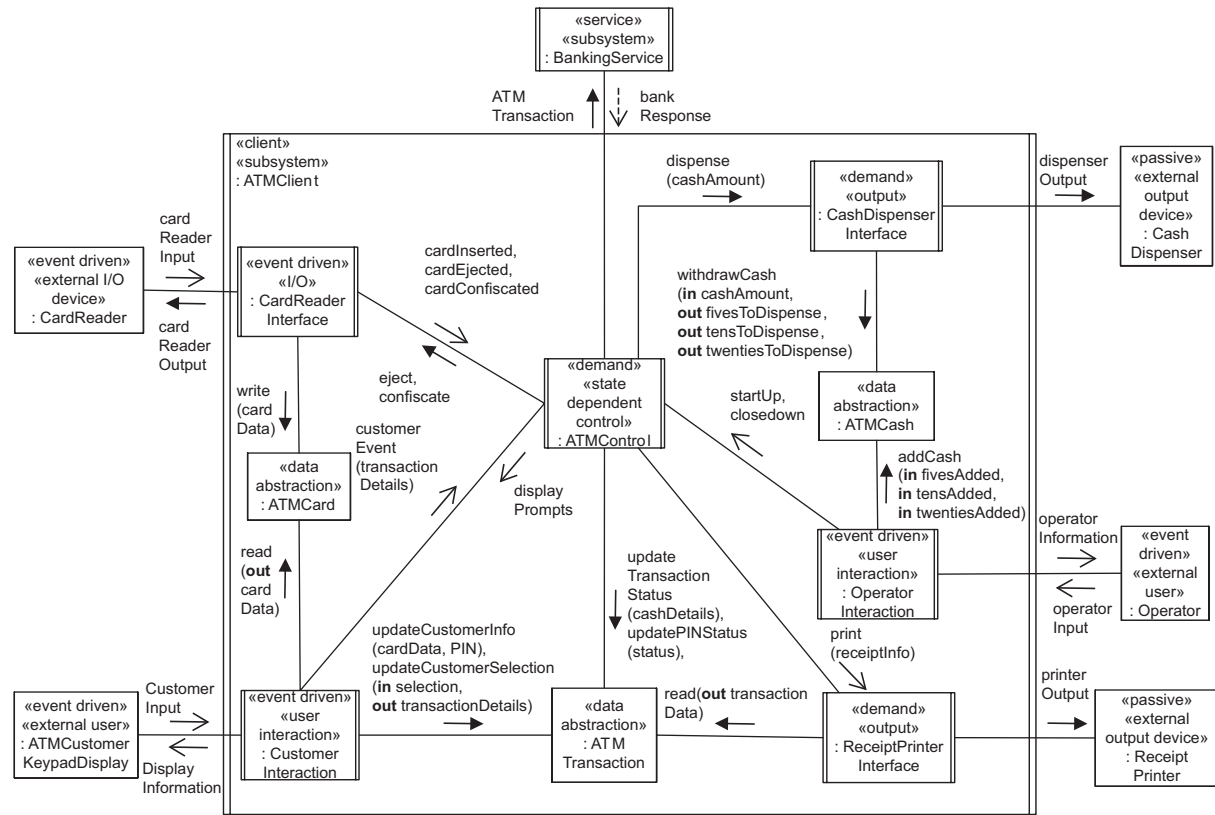 «service»
«subsystem»
: BankingService
ATM
Transaction
bank
Response
«client»
«subsystem»
: ATMClient
dispense
(cashAmount)
«demand»
«output»
: CashDispenser
Interface
dispenser
Output
«passive»
«external
output
device»
: Cash
Dispenser
card
Reader
Input
«event driven»
«external I/O
device»
: CardReader
card
Reader
Output
«event driven»
«I/O»
: CardReader
Interface
cardInserted,
cardEjected,
cardConfiscated
eject,
confiscate
withdrawCash
(in cashAmount,
out fivesToDispense,
out tensToDispense,
out twentiesToDispense)
«demand»
«state
dependent
control»
: ATMControl
startUp,
closedown
«data
abstraction»
: ATMCash
write
(card
Data)
customer
Event
(transaction
Details)
«data
abstraction»
: ATMCard
display
Prompts
addCash
(in fivesAdded,
in tensAdded,
in twentiesAdded)
operator
Information
«event driven»
«user
interaction»
: Operator
Interaction
«event
driven»
«external
user»
: Operator
operator
Input
read
(out
card
Data)
update
Transaction
Status
(cashDetails),
updatePINStatus
(status),
updateCustomerInfo
(cardData, PIN),
updateCustomerSelection
(in selection,
out transactionDetails)
print
(receiptInfo)
Customer
Input
«event driven»
«external user»
: ATMCustomer
KeypadDisplay
Display
Information
«event driven»
«user
interaction»
: Customer
Interaction
«data
abstraction»
: ATM
Transaction
read(out transaction
Data)
«demand»
«output»
: ReceiptPrinter
Interface
printer
Output
«passive»
«external
output device»
: Receipt
Printer